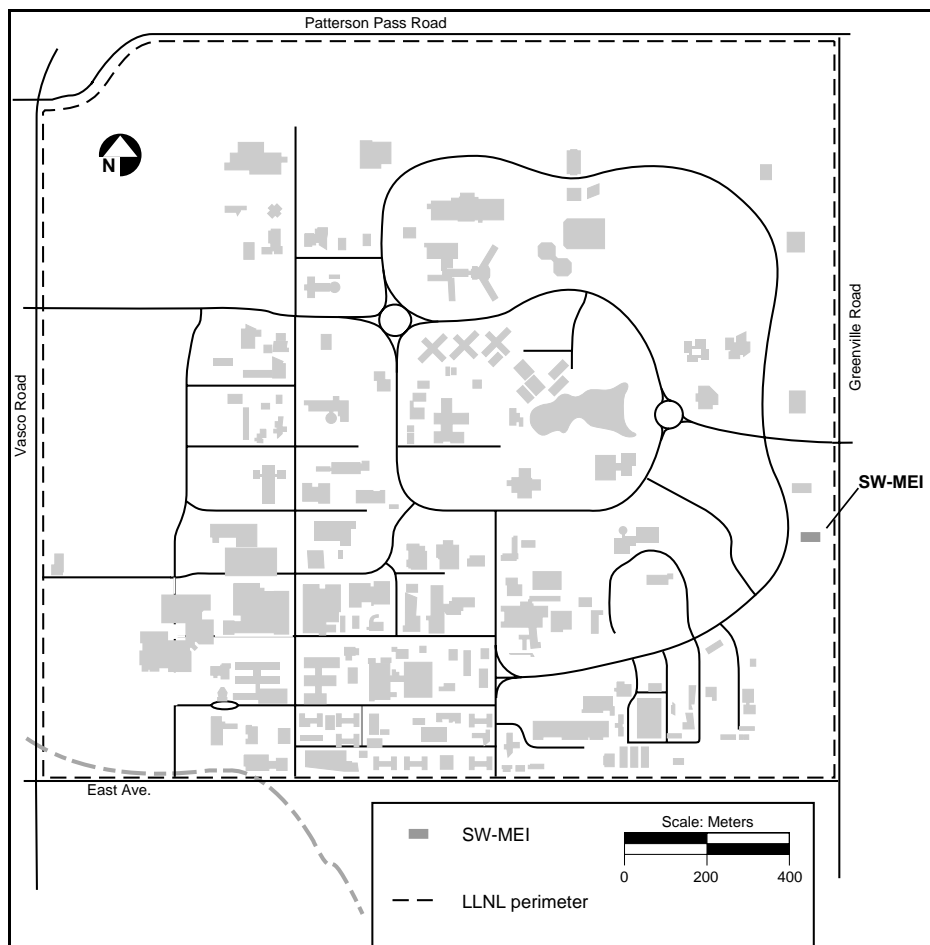 Patterson Pass Road
N
Greenville Road
Vasco Road
SW-MEI
East Ave.
SW-MEI
Scale: Meters
0 200 400
LLNL perimeter